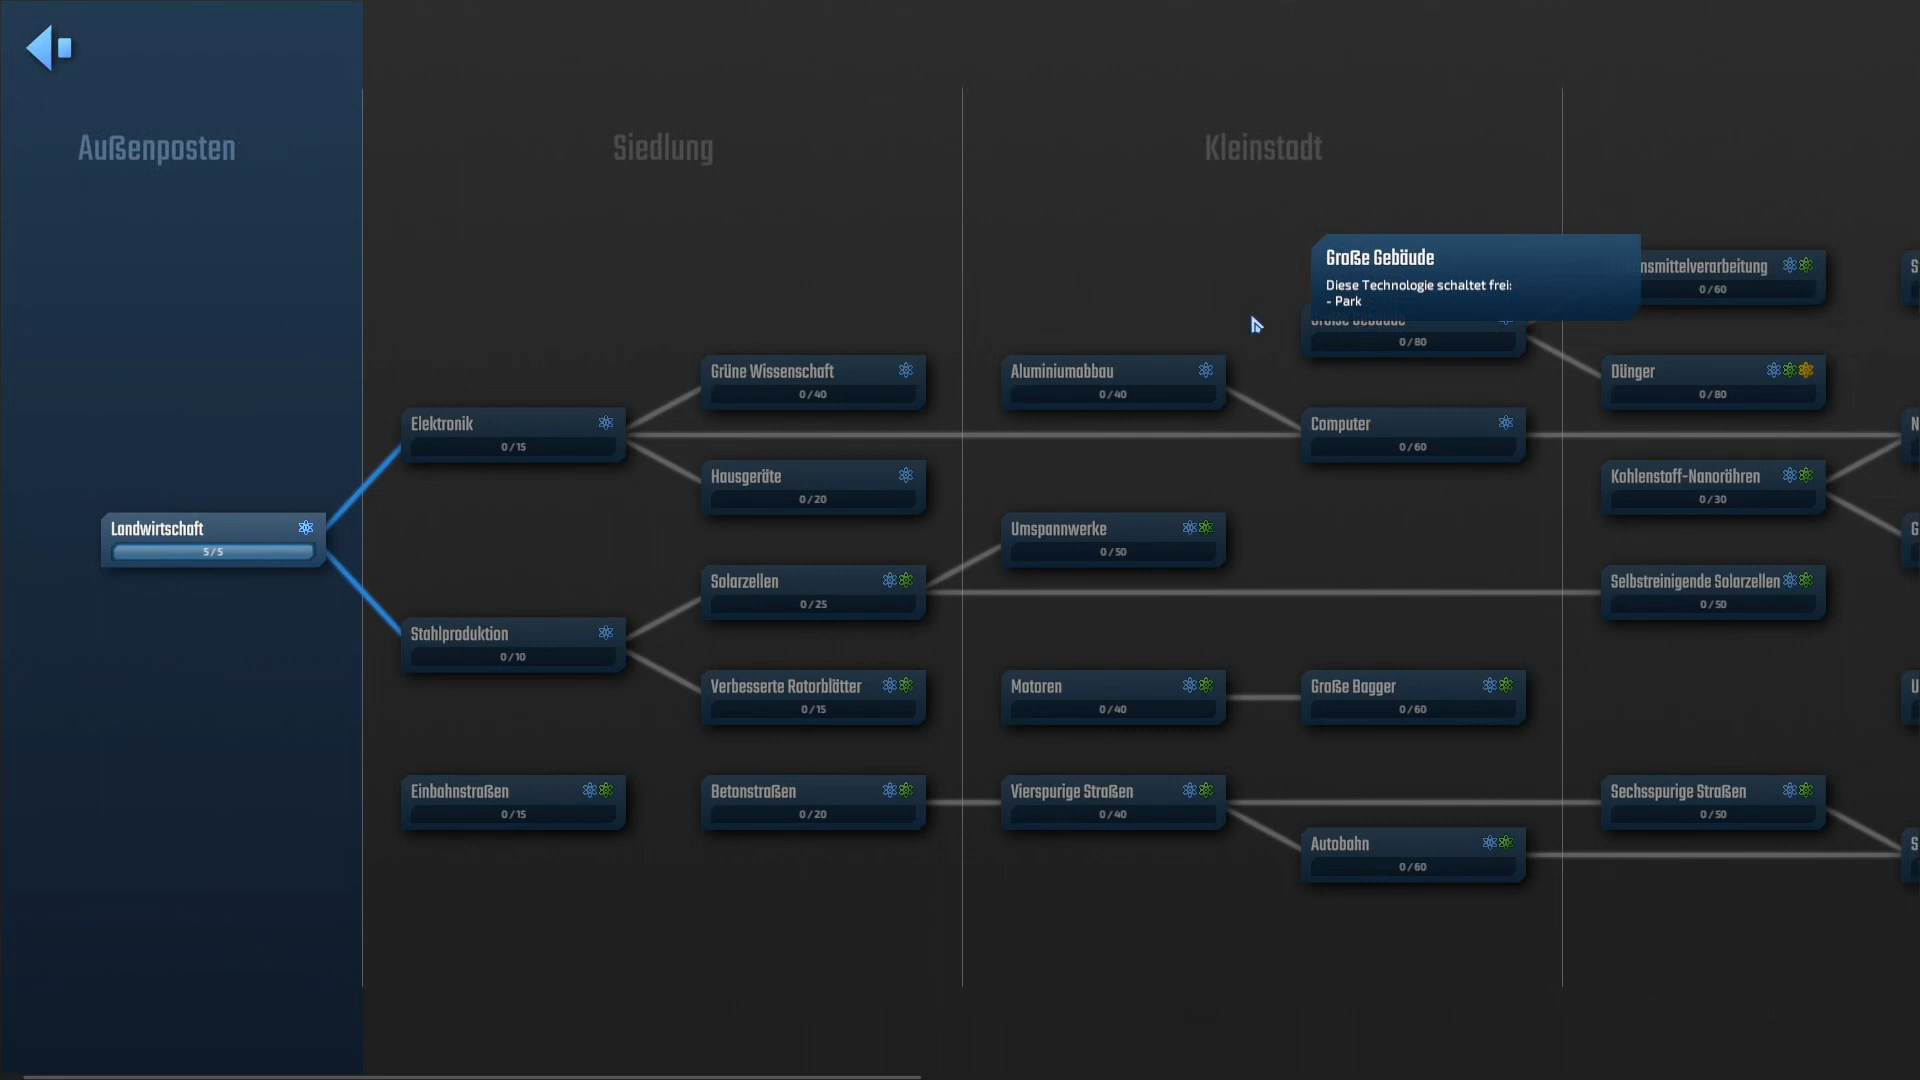 Außenposten
Siedlung
Kleinstadt
Große Gebäude
Diese Technologie schaltet frei:
- Park
nsmittelverarbeitung
0/60
Große Gebäude
0/80
Grüne Wissenschaft
0/40
Aluminiumabbau
0/40
Dünger
0/80
Elektronik
0/15
Computer
0/60
Hausgeräte
0/20
Kohlenstoff-Nanoröhren
0/30
Landwirtschaft
5/5
Umspannwerke
0/50
Solarzellen
0/25
Selbstreinigende Solarzellen
0/50
Stahlproduktion
0/10
Verbesserte Rotorblätter
0/15
Motoren
0/40
Große Bagger
0/60
Einbahnstraßen
0/15
Betonstraßen
0/20
Vierspurige Straßen
0/40
Sechsspurige Straßen
0/50
Autobahn
0/60